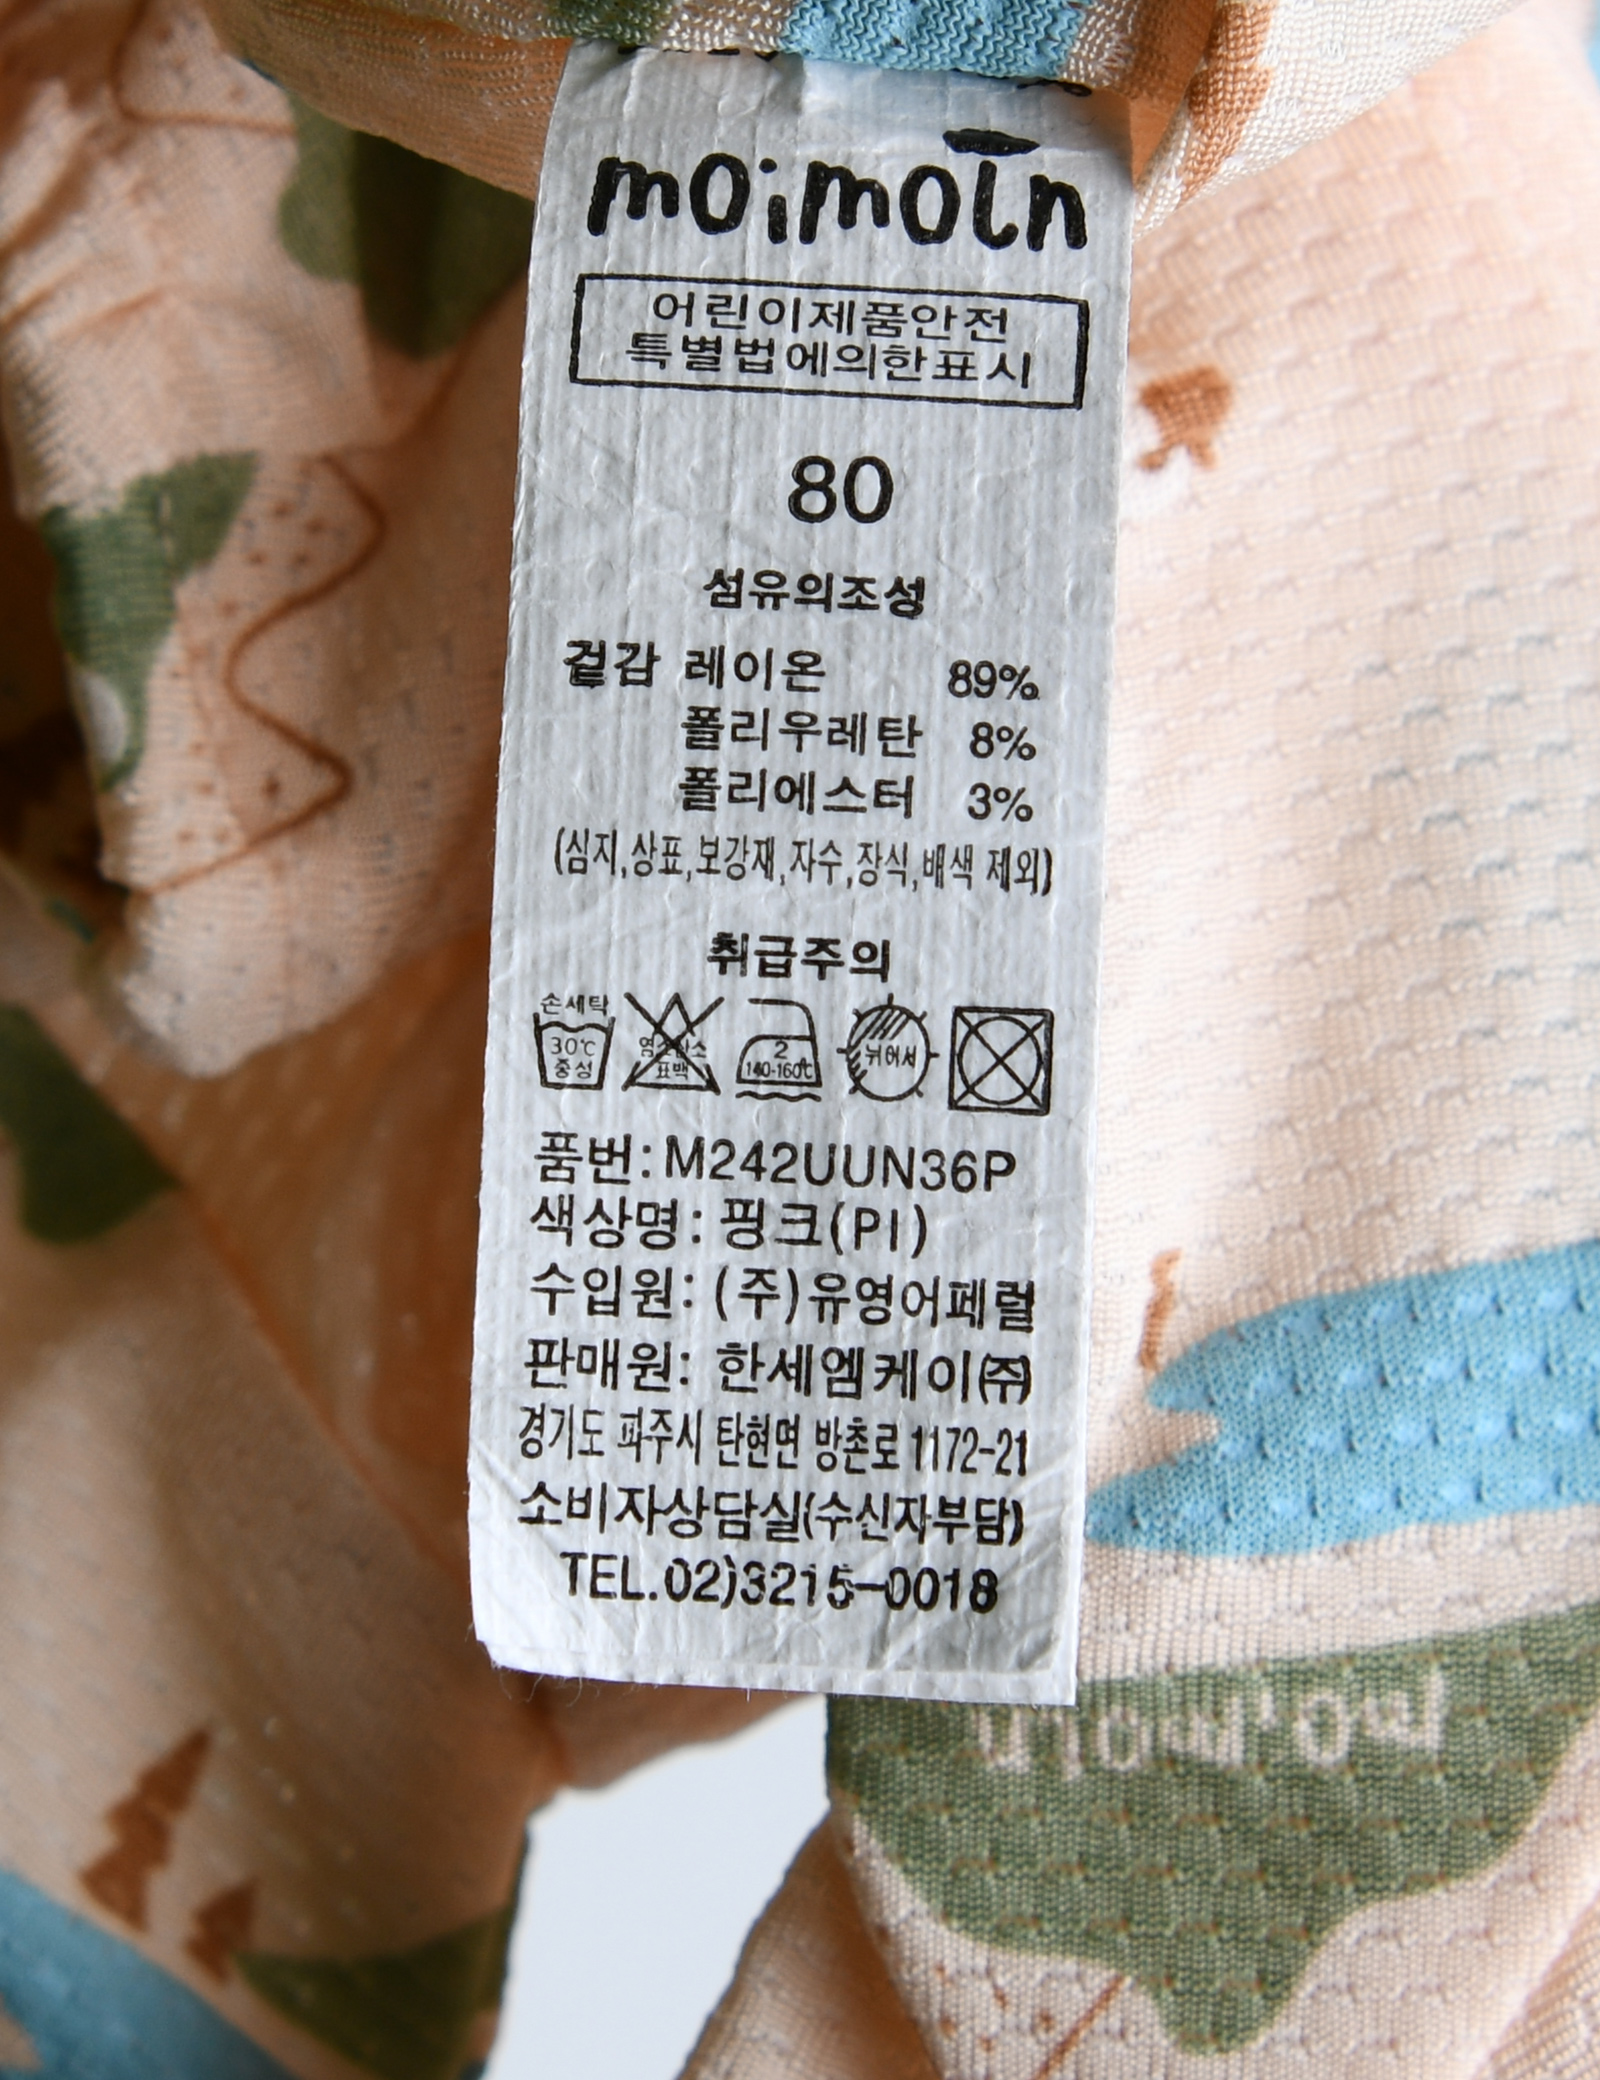 moimoln
어린이제품안전
특별법에의한표시
80
섬유의조성
겉감 레이온 89%
폴리우레탄 8%
폴리에스터 3%
(심지,상표,보강재,자수,장식,배색 제외)
취급주의
손세탁
30℃
중성
염소산소
표백
2
140-160℃
뉘어서
품번:M242UUN36P
색상명: 핑크(PI)
수입원: (주)유영어페럴
판매원: 한세엠케이㈜
경기도 파주시 탄현면 방촌로 1172-21
소비자상담실(수신자부담)
TEL.02)3215-0018
moimoln